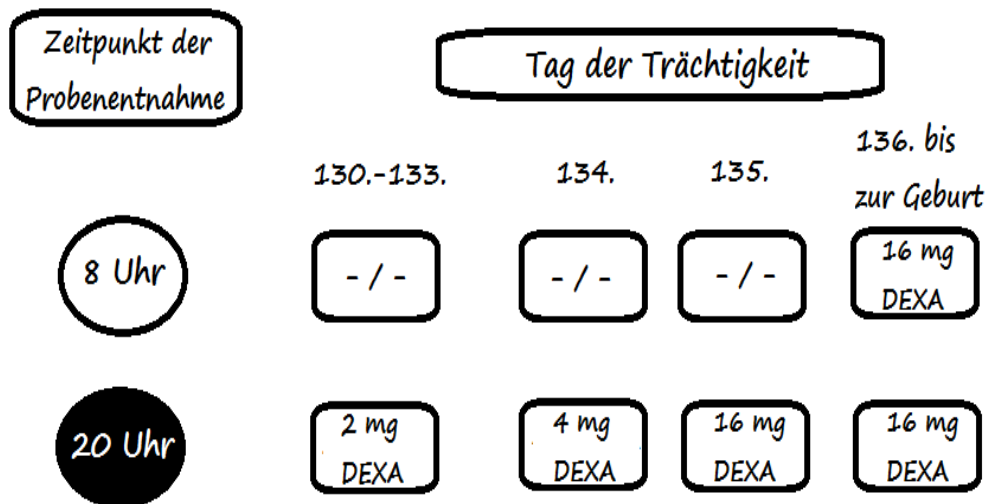 Zeitpunkt der
Probenentnahme
Tag der Trächtigkeit
130.-133.
134.
135.
136. bis
zur Geburt
8 Uhr
- / -
- / -
- / -
16 mg
DEXA
20 Uhr
2 mg
DEXA
4 mg
DEXA
16 mg
DEXA
16 mg
DEXA